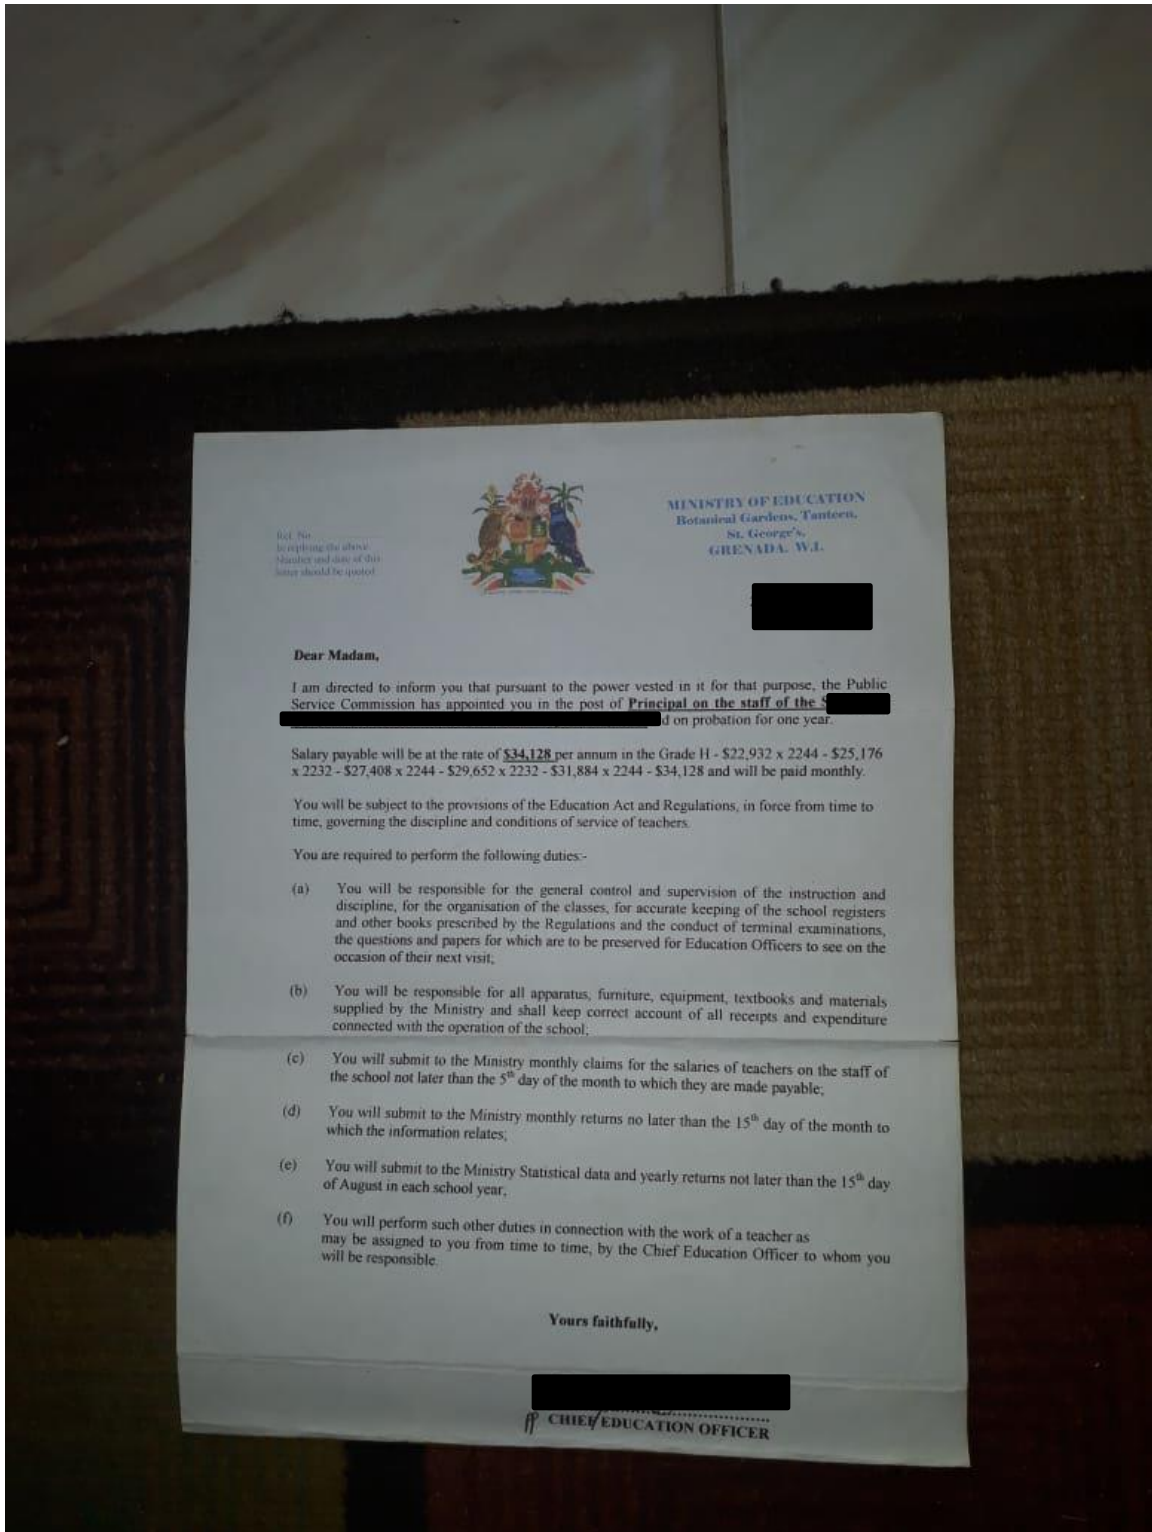 Ref. No.
In replying the above
Number and date of this
letter should be quoted.
MINISTRY OF EDUCATION
Botanical Gardens, Tanteen,
St. George's,
GRENADA. W.I.
Dear Madam,
I am directed to inform you that pursuant to the power vested in it for that purpose, the Public
Service Commission has appointed you in the post of Principal on the staff of the S
d on probation for one year.
Salary payable will be at the rate of $34,128 per annum in the Grade H - $22,932 x 2244 - $25,176
x 2232 - $27,408 x 2244 - $29,652 x 2232 - $31,884 x 2244 - $34,128 and will be paid monthly.
You will be subject to the provisions of the Education Act and Regulations, in force from time to
time, governing the discipline and conditions of service of teachers.
You are required to perform the following duties:-
(a) You will be responsible for the general control and supervision of the instruction and
discipline, for the organisation of the classes, for accurate keeping of the school registers
and other books prescribed by the Regulations and the conduct of terminal examinations,
the questions and papers for which are to be preserved for Education Officers to see on the
occasion of their next visit;
(b) You will be responsible for all apparatus, furniture, equipment, textbooks and materials
supplied by the Ministry and shall keep correct account of all receipts and expenditure
connected with the operation of the school;
(c) You will submit to the Ministry monthly claims for the salaries of teachers on the staff of
the school not later than the 5th day of the month to which they are made payable;
(d) You will submit to the Ministry monthly returns no later than the 15th day of the month to
which the information relates;
(e) You will submit to the Ministry Statistical data and yearly returns not later than the 15th day
of August in each school year;
(f) You will perform such other duties in connection with the work of a teacher as
may be assigned to you from time to time, by the Chief Education Officer to whom you
will be responsible.
Yours faithfully,
pp CHIEF EDUCATION OFFICER